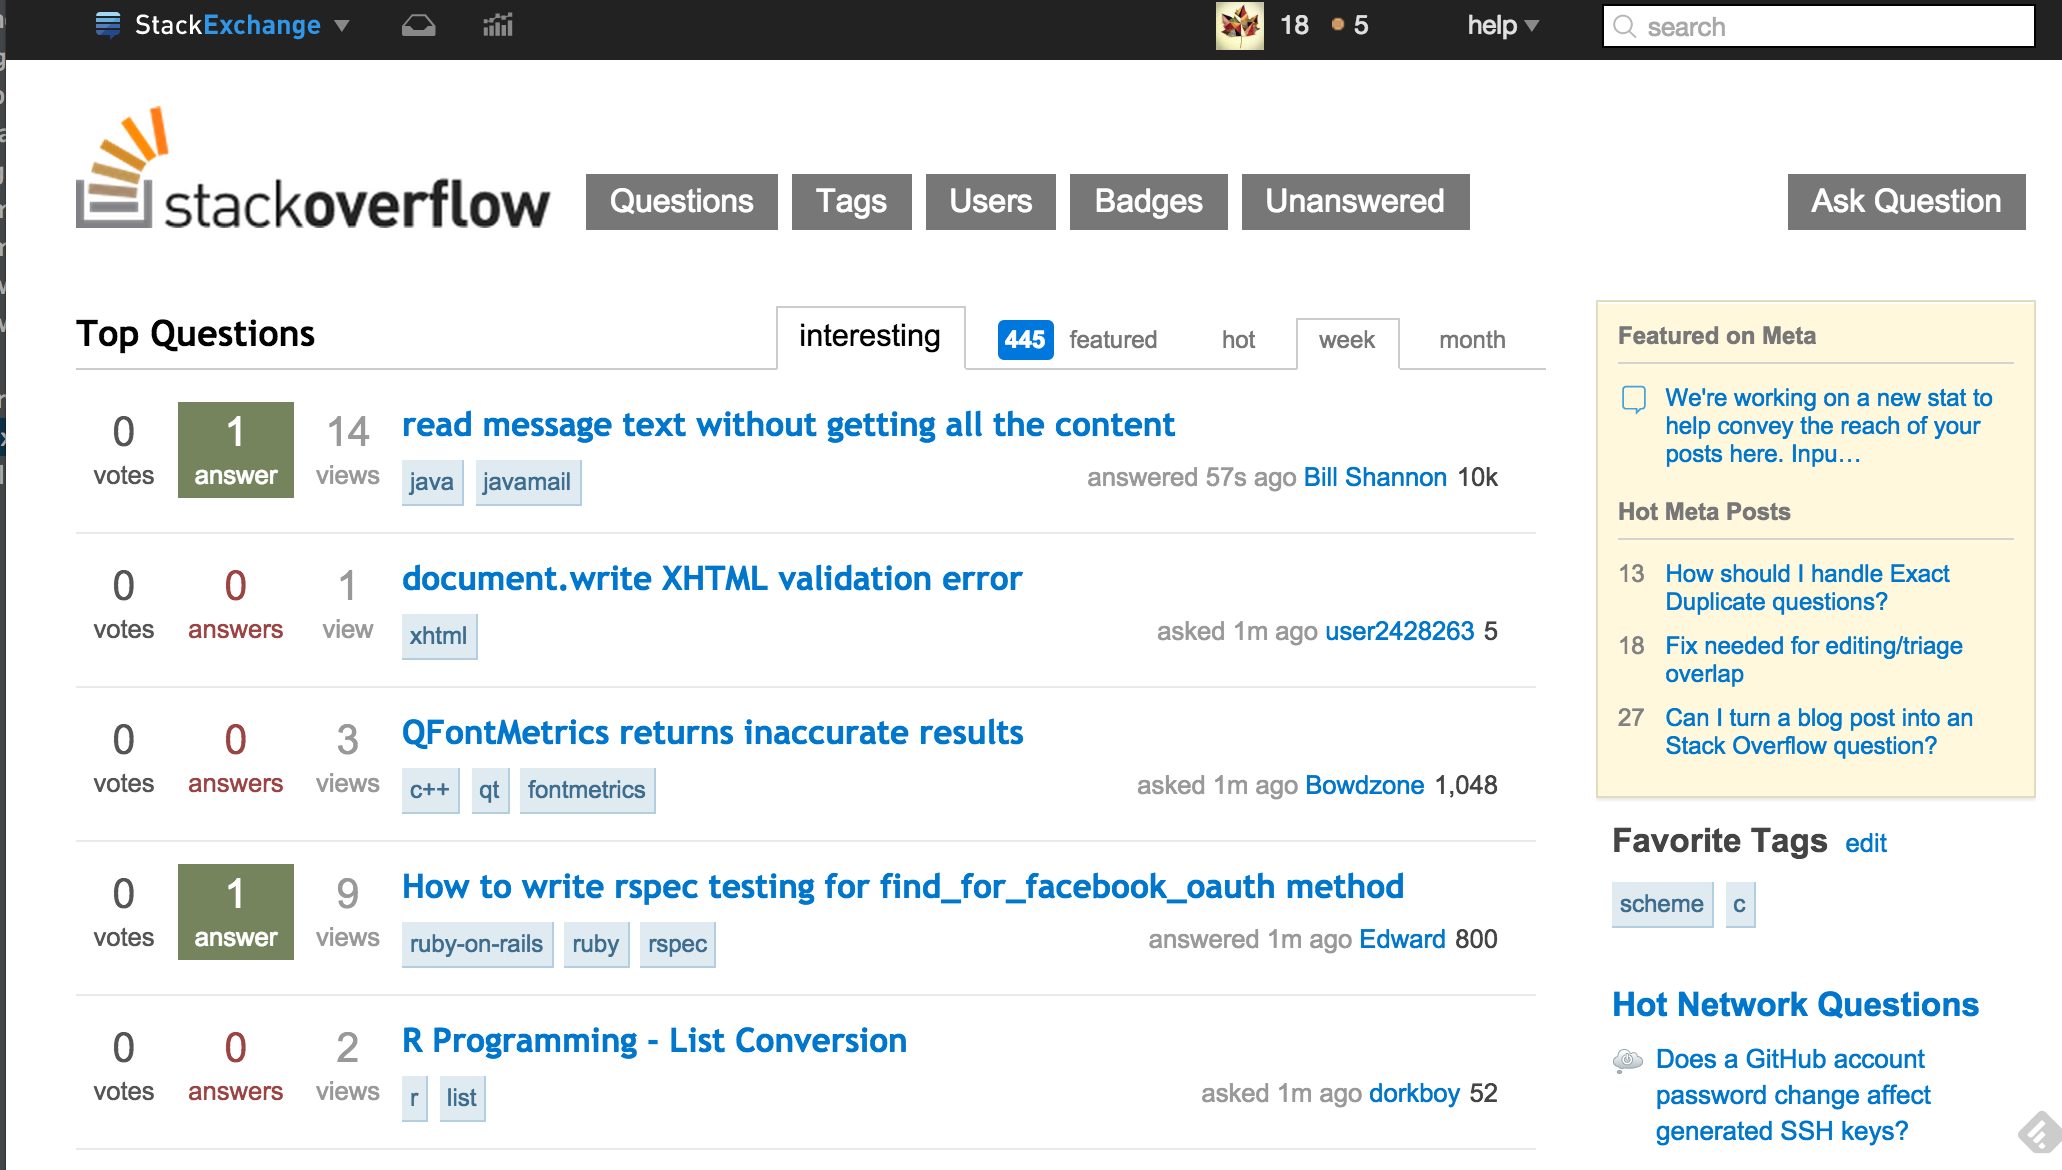 StackExchange
18 5
help
search
stackoverflow
Questions
Tags
Users
Badges
Unanswered
Ask Question
Top Questions
interesting
445 featured
hot
week
month
0 votes
1 answer
14 views
read message text without getting all the content
java javamail
answered 57s ago Bill Shannon 10k
0 votes
0 answers
1 view
document.write XHTML validation error
xhtml
asked 1m ago user2428263 5
0 votes
0 answers
3 views
QFontMetrics returns inaccurate results
c++ qt fontmetrics
asked 1m ago Bowdzone 1,048
0 votes
1 answer
9 views
How to write rspec testing for find_for_facebook_oauth method
ruby-on-rails ruby rspec
answered 1m ago Edward 800
0 votes
0 answers
2 views
R Programming - List Conversion
r list
asked 1m ago dorkboy 52
Featured on Meta
We're working on a new stat to
help convey the reach of your
posts here. Inpu…
Hot Meta Posts
13 How should I handle Exact
Duplicate questions?
18 Fix needed for editing/triage
overlap
27 Can I turn a blog post into an
Stack Overflow question?
Favorite Tags edit
scheme c
Hot Network Questions
Does a GitHub account
password change affect
generated SSH keys?